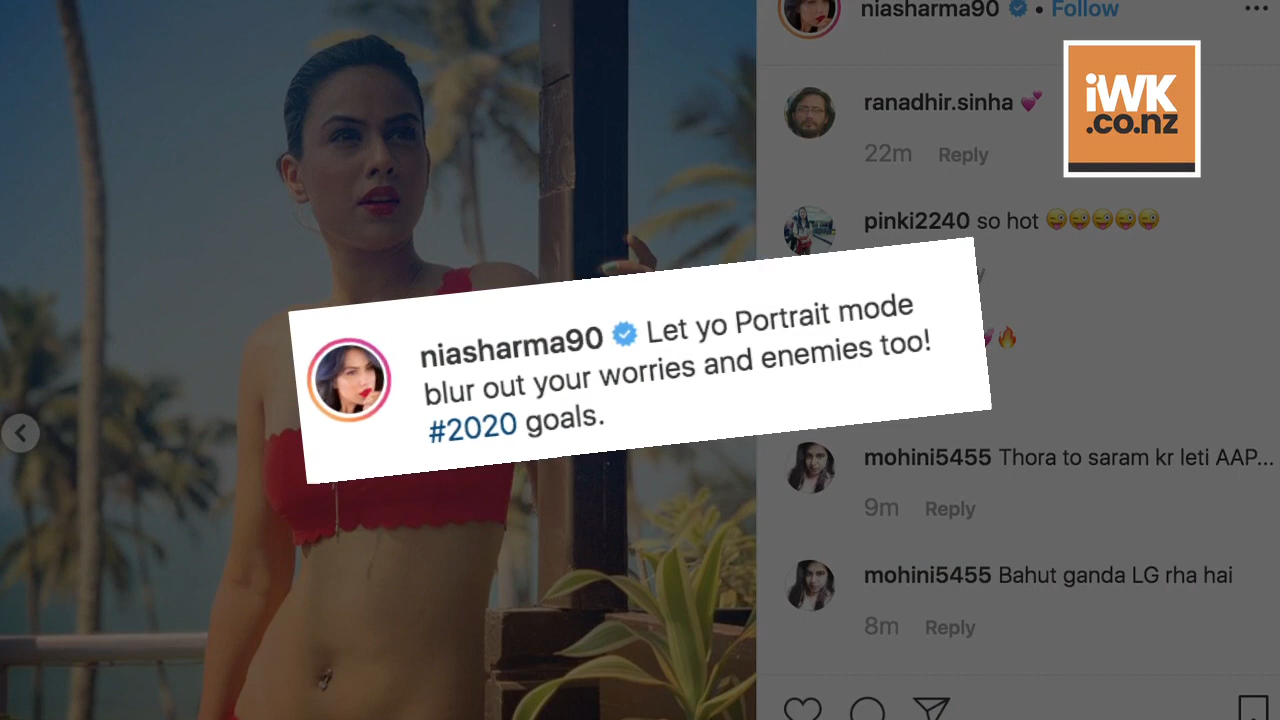 niasharma90 • Follow
iWK
.co.nz
ranadhir.sinha 💕
22m Reply
pinki2240 so hot 😜😜😜😜😜
niasharma90 Let yo Portrait mode
blur out your worries and enemies too!
#2020 goals.
mohini5455 Thora to saram kr leti AAP...
9m Reply
mohini5455 Bahut ganda LG rha hai
8m Reply